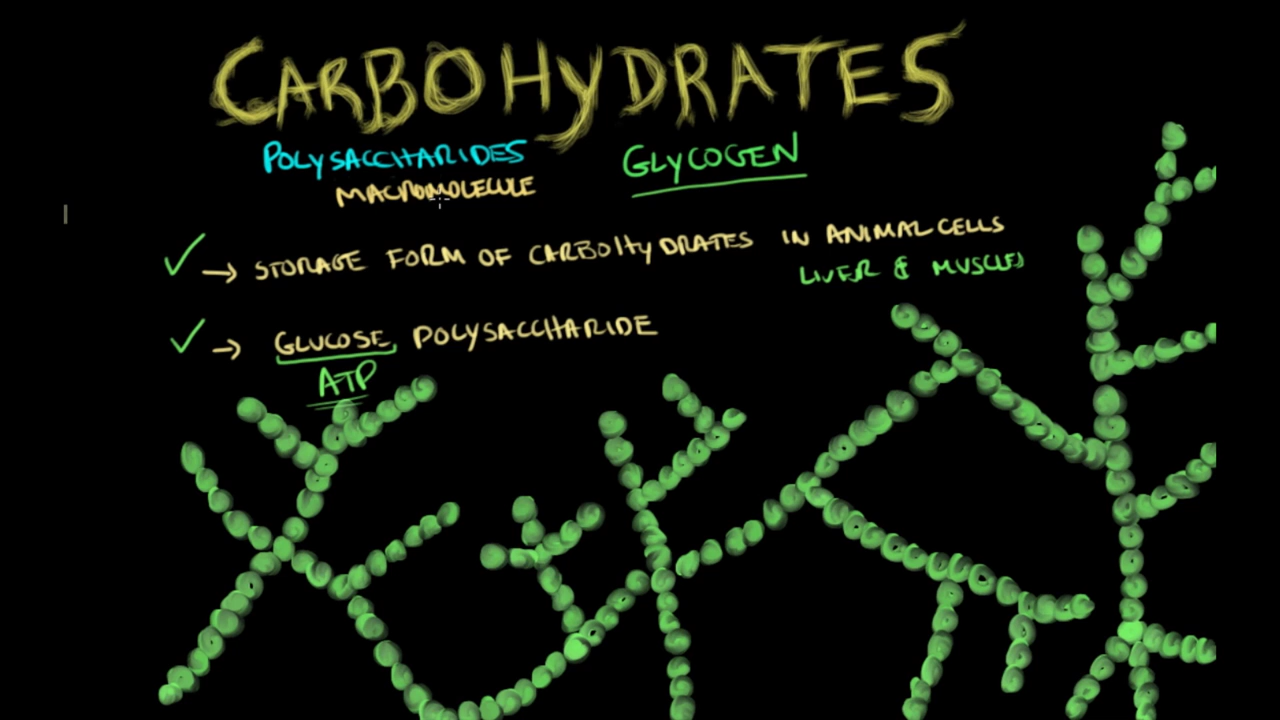 CARBOHYDRATES
POLYSACCHARIDES GLYCOGEN
MACROMOLECULE
✓ → STORAGE FORM OF CARBOHYDRATES IN ANIMAL CELLS
LIVER & MUSCLES
✓ → GLUCOSE POLYSACCHARIDE
ATP